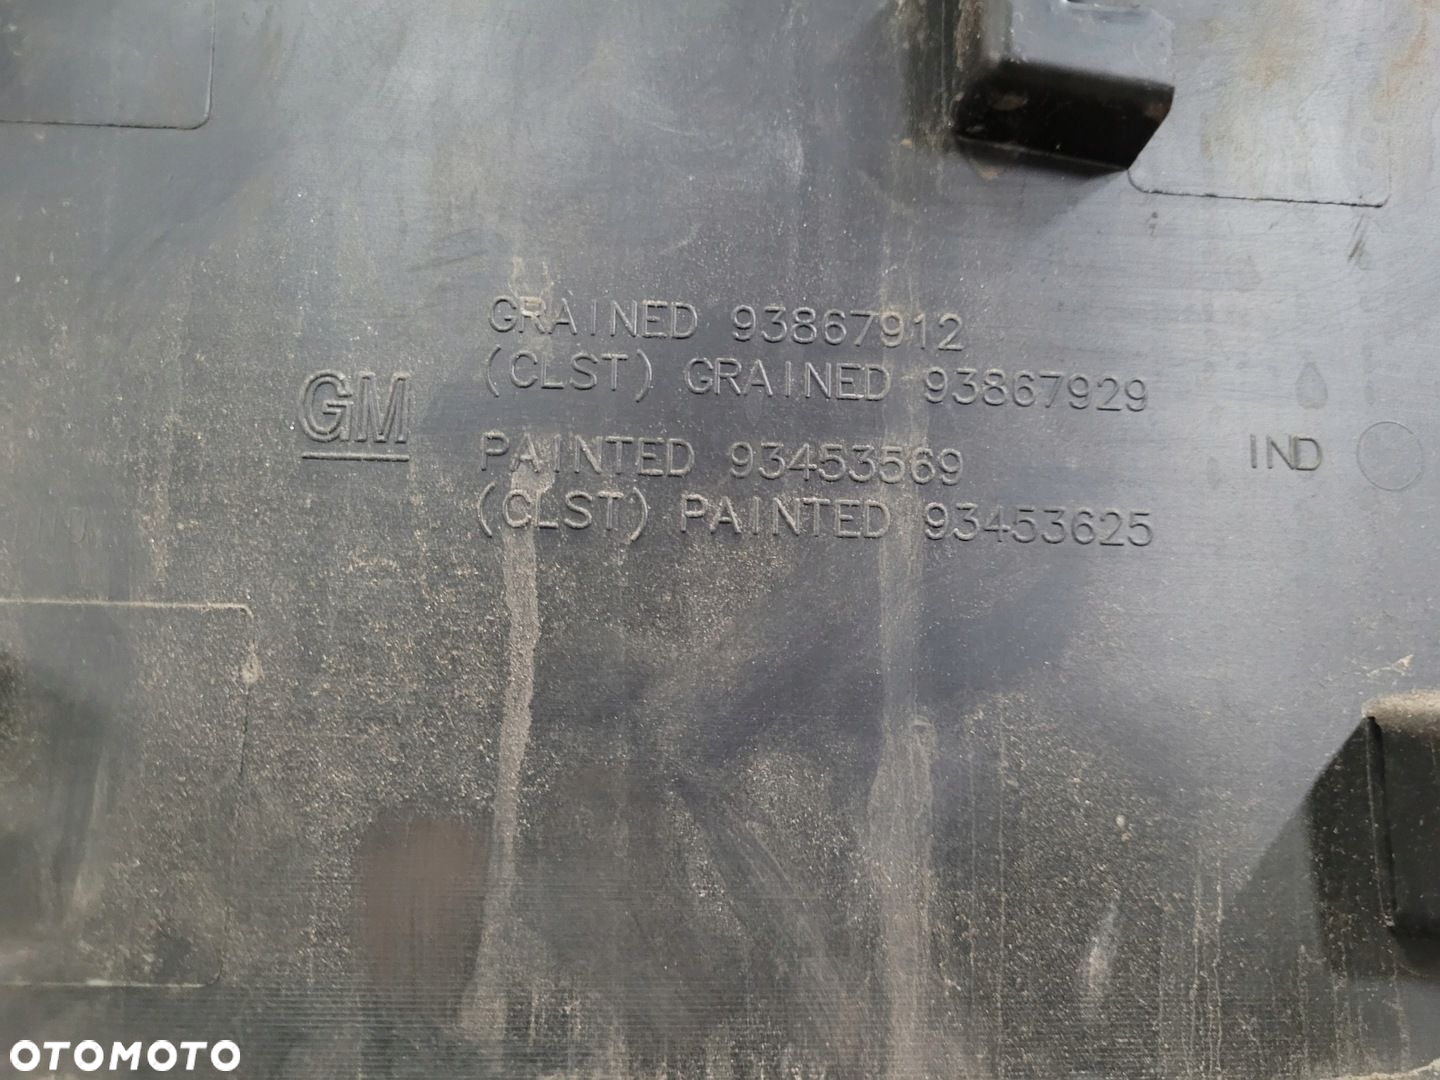 GRAINED 93867912
(CLST) GRAINED 93867929
GM
PAINTED 93453569
(CLST) PAINTED 93453625
IND
OTOMOTO